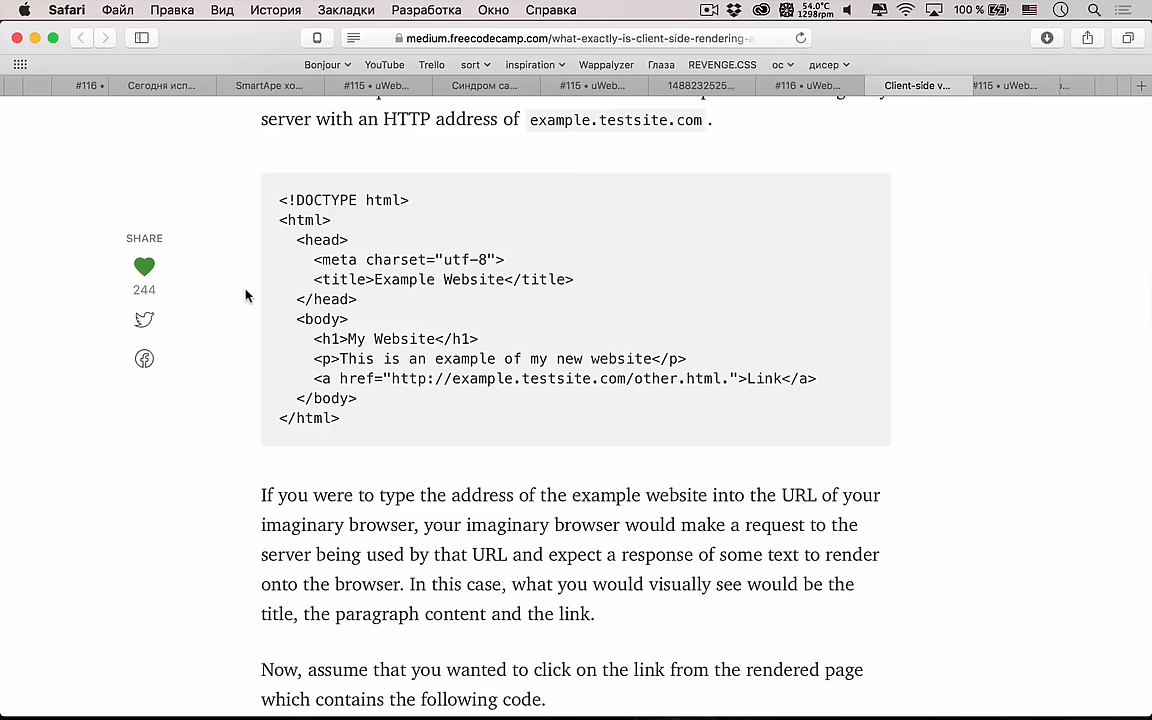 Safari Файл Правка Вид История Закладки Разработка Окно Справка 54.0°C 1298rpm 100 %
medium.freecodecamp.com/what-exactly-is-client-side-rendering-
Bonjour YouTube Trello sort inspiration Wappalyzer Глаза REVENGE.CSS ос дисер
#116 • Сегодня исп... SmartApe хо... #115 • uWeb... Синдром са... #115 • uWeb... 1488232525... #116 • uWeb... Client-side v... #115 • uWeb...
server with an HTTP address of example.testsite.com.
<!DOCTYPE html>
<html>
<head>
<meta charset="utf-8">
<title>Example Website</title>
</head>
<body>
<h1>My Website</h1>
<p>This is an example of my new website</p>
<a href="http://example.testsite.com/other.html.">Link</a>
</body>
</html>
SHARE
244
If you were to type the address of the example website into the URL of your
imaginary browser, your imaginary browser would make a request to the
server being used by that URL and expect a response of some text to render
onto the browser. In this case, what you would visually see would be the
title, the paragraph content and the link.
Now, assume that you wanted to click on the link from the rendered page
which contains the following code.